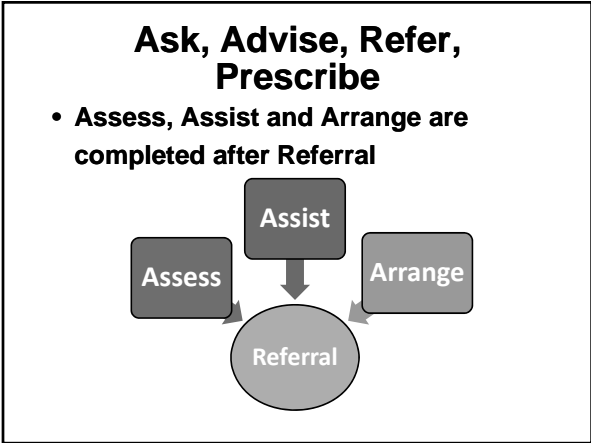 Ask, Advise, Refer,
Prescribe
• Assess, Assist and Arrange are
completed after Referral
Assist
Assess
Arrange
Referral